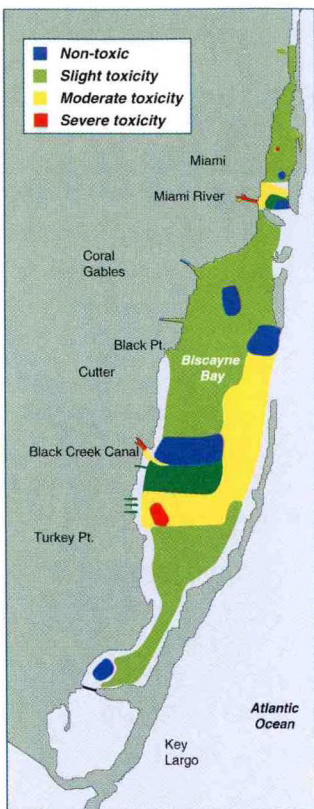 Non-toxic
Slight toxicity
Moderate toxicity
Severe toxicity
Miami
Miami River
Coral
Gables
Black Pt.
Biscayne
Bay
Cutter
Black Creek Canal
Turkey Pt.
Atlantic
Ocean
Key
Largo